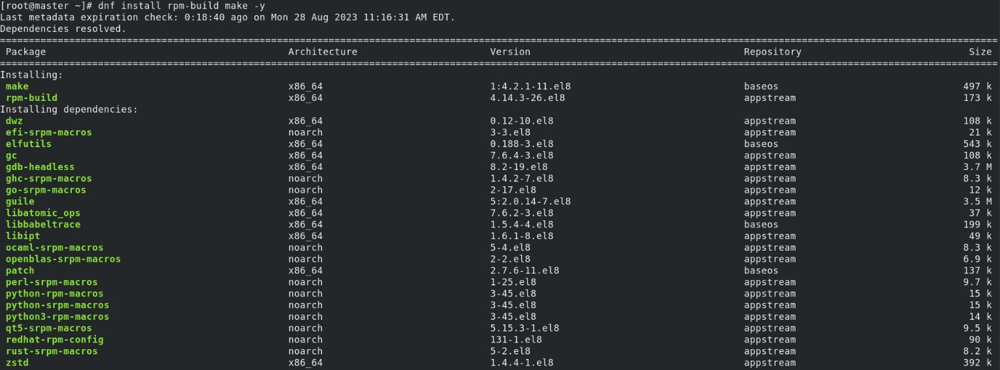 [root@master ~]# dnf install rpm-build make -y
Last metadata expiration check: 0:18:40 ago on Mon 28 Aug 2023 11:16:31 AM EDT.
Dependencies resolved.
================================================================================================================================================================================
Package Architecture Version Repository Size
================================================================================================================================================================================
Installing:
make x86_64 1:4.2.1-11.el8 baseos 497 k
rpm-build x86_64 4.14.3-26.el8 appstream 173 k
Installing dependencies:
dwz x86_64 0.12-10.el8 appstream 108 k
efi-srpm-macros noarch 3-3.el8 appstream 21 k
elfutils x86_64 0.188-3.el8 baseos 543 k
gc x86_64 7.6.4-3.el8 appstream 108 k
gdb-headless x86_64 8.2-19.el8 appstream 3.7 M
ghc-srpm-macros noarch 1.4.2-7.el8 appstream 8.3 k
go-srpm-macros noarch 2-17.el8 appstream 12 k
guile x86_64 5:2.0.14-7.el8 appstream 3.5 M
libatomic_ops x86_64 7.6.2-3.el8 appstream 37 k
libbabeltrace x86_64 1.5.4-4.el8 baseos 199 k
libipt x86_64 1.6.1-8.el8 appstream 49 k
ocaml-srpm-macros noarch 5-4.el8 appstream 8.3 k
openblas-srpm-macros noarch 2-2.el8 appstream 6.9 k
patch x86_64 2.7.6-11.el8 baseos 137 k
perl-srpm-macros noarch 1-25.el8 appstream 9.7 k
python-rpm-macros noarch 3-45.el8 appstream 15 k
python-srpm-macros noarch 3-45.el8 appstream 15 k
python3-rpm-macros noarch 3-45.el8 appstream 14 k
qt5-srpm-macros noarch 5.15.3-1.el8 appstream 9.5 k
redhat-rpm-config noarch 131-1.el8 appstream 90 k
rust-srpm-macros noarch 5-2.el8 appstream 8.2 k
zstd x86_64 1.4.4-1.el8 appstream 392 k